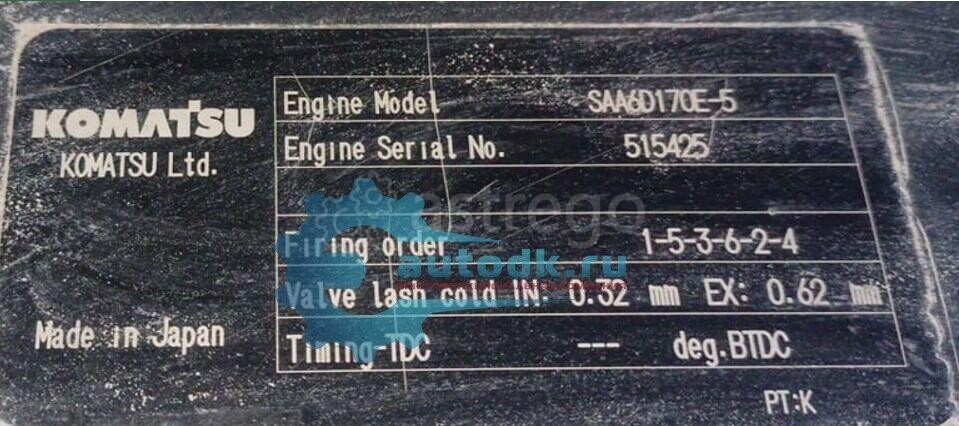 KOMATSU
KOMATSU Ltd.
Engine Model SAA6D170E-5
Engine Serial No. 515425
astrego
Firing order 1-5-3-6-2-4
autodk.ru
Valve lash cold IN: 0.32 mm EX: 0.62 mm
Made in Japan
Timing-TDC --- deg.BTDC
PT:K